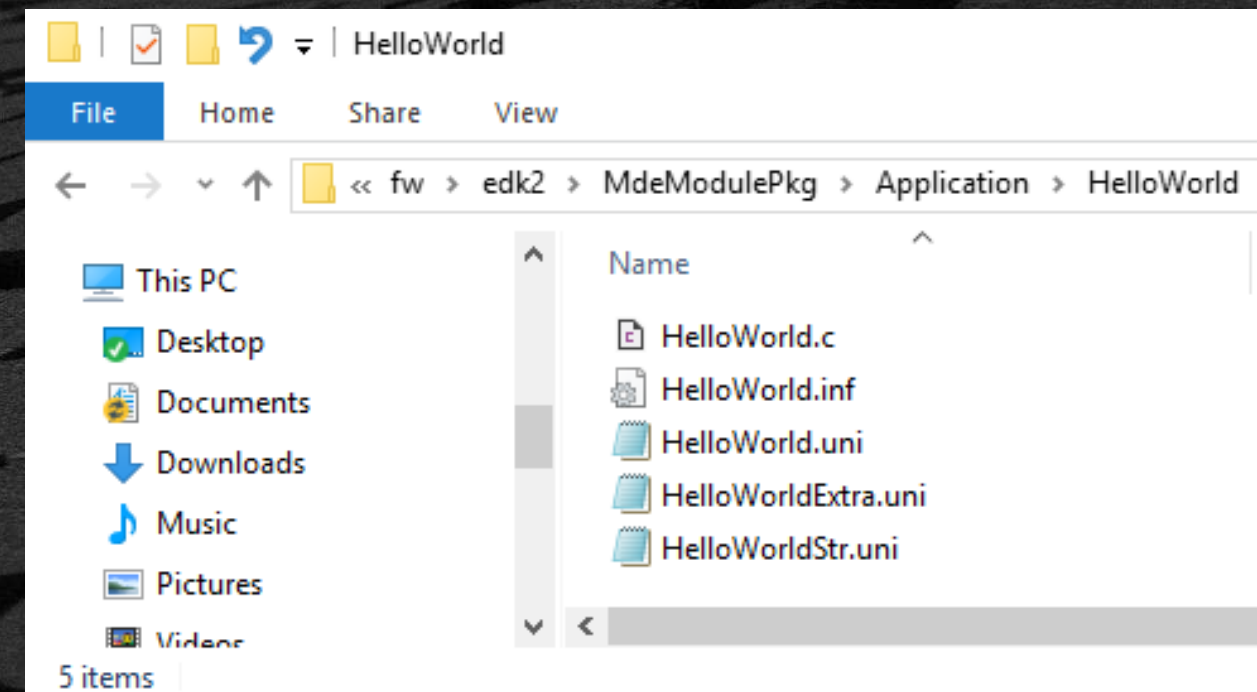 HelloWorld
File Home Share View
« fw > edk2 > MdeModulePkg > Application > HelloWorld
This PC
Desktop
Documents
Downloads
Music
Pictures
Videos
Name
HelloWorld.c
HelloWorld.inf
HelloWorld.uni
HelloWorldExtra.uni
HelloWorldStr.uni
5 items